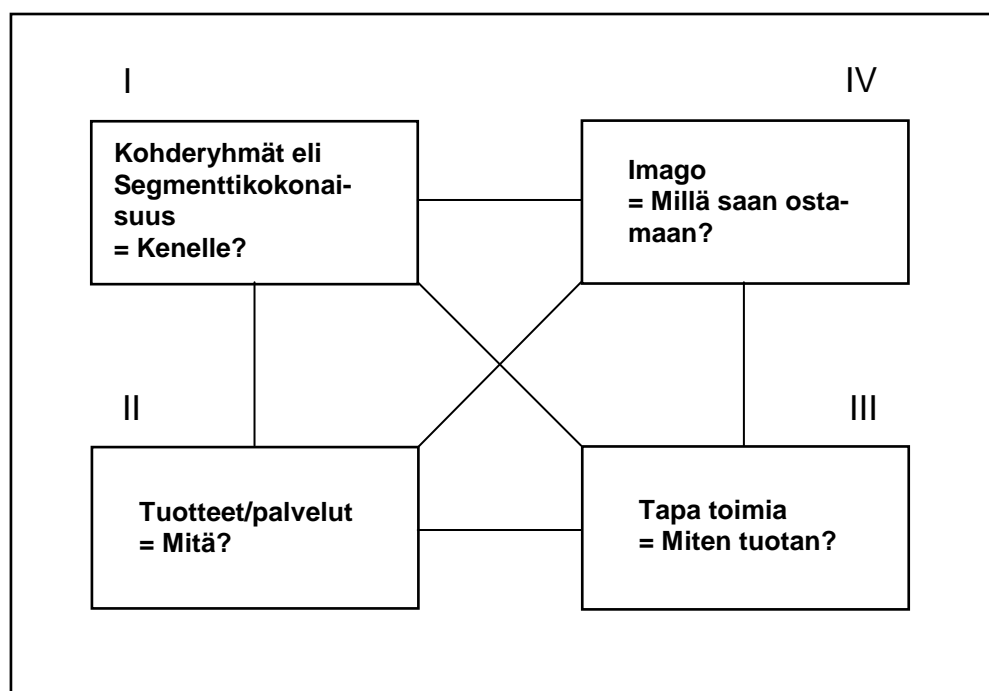 I
Kohderyhmät eli
Segmenttikokonai-
suus
= Kenelle?
IV
Imago
= Millä saan osta-
maan?
II
Tuotteet/palvelut
= Mitä?
III
Tapa toimia
= Miten tuotan?